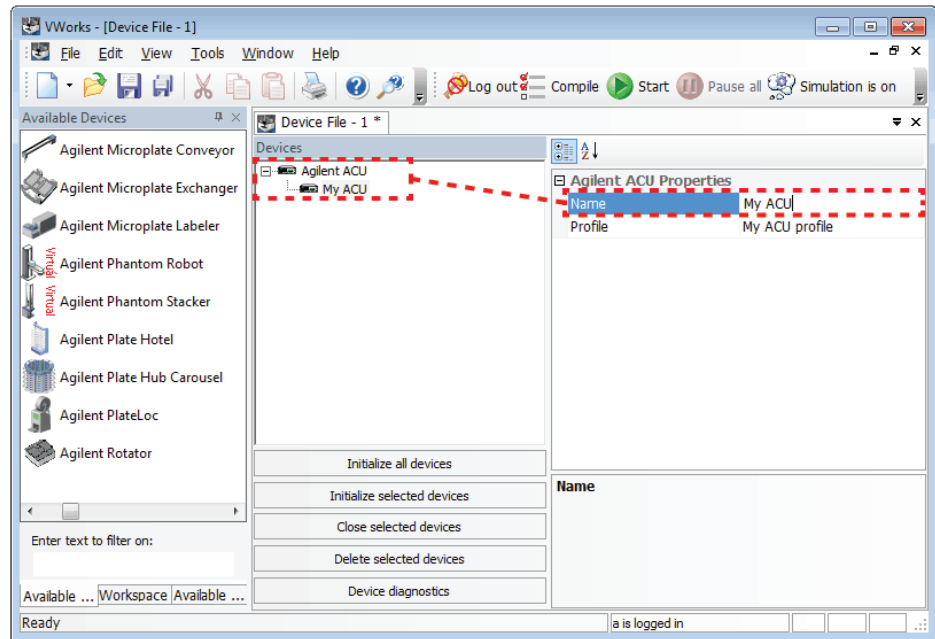 VWorks - [Device File - 1]
File Edit View Tools Window Help
Log out Compile Start Pause all Simulation is on
Available Devices
Agilent Microplate Conveyor
Agilent Microplate Exchanger
Agilent Microplate Labeler
Virtual Agilent Phantom Robot
Virtual Agilent Phantom Stacker
Agilent Plate Hotel
Agilent Plate Hub Carousel
Agilent PlateLoc
Agilent Rotator
Enter text to filter on:
Available ... Workspace Available ...
Device File - 1 *
Devices
Agilent ACU
My ACU
Initialize all devices
Initialize selected devices
Close selected devices
Delete selected devices
Device diagnostics
Agilent ACU Properties
Name My ACU
Profile My ACU profile
Name
Ready a is logged in